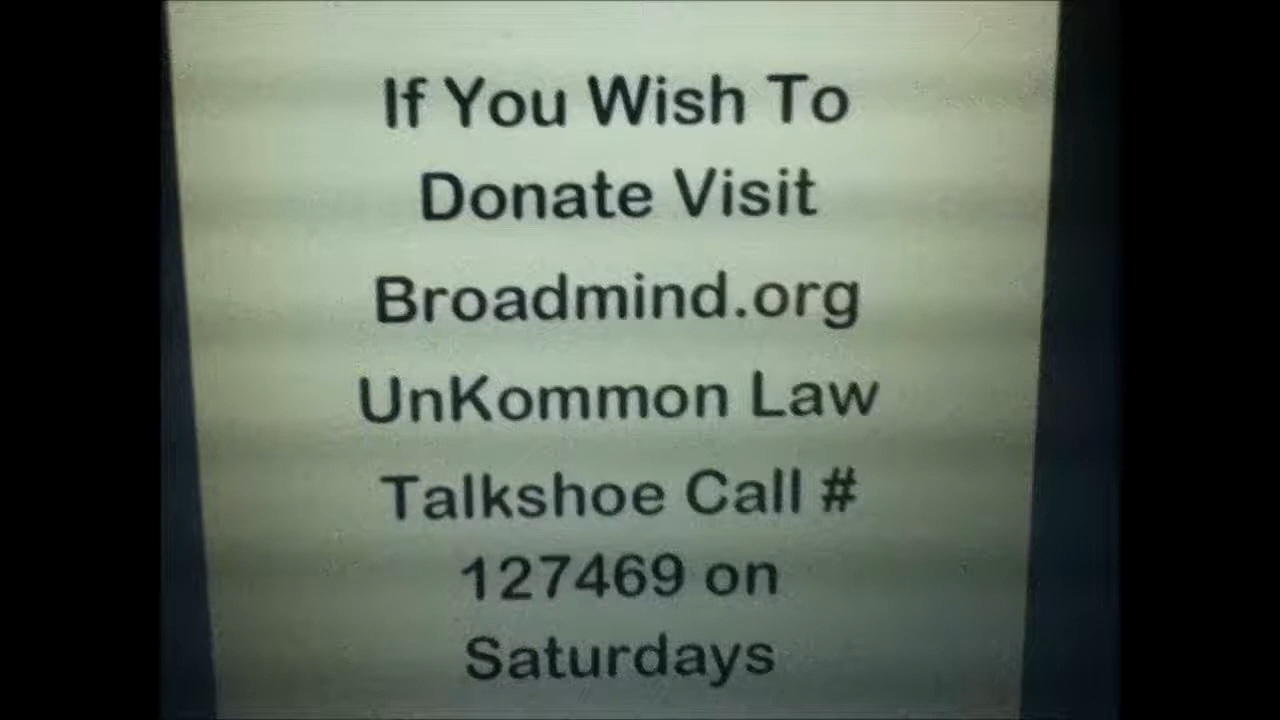 If You Wish To
Donate Visit
Broadmind.org
UnKommon Law
Talkshoe Call #
127469 on
Saturdays